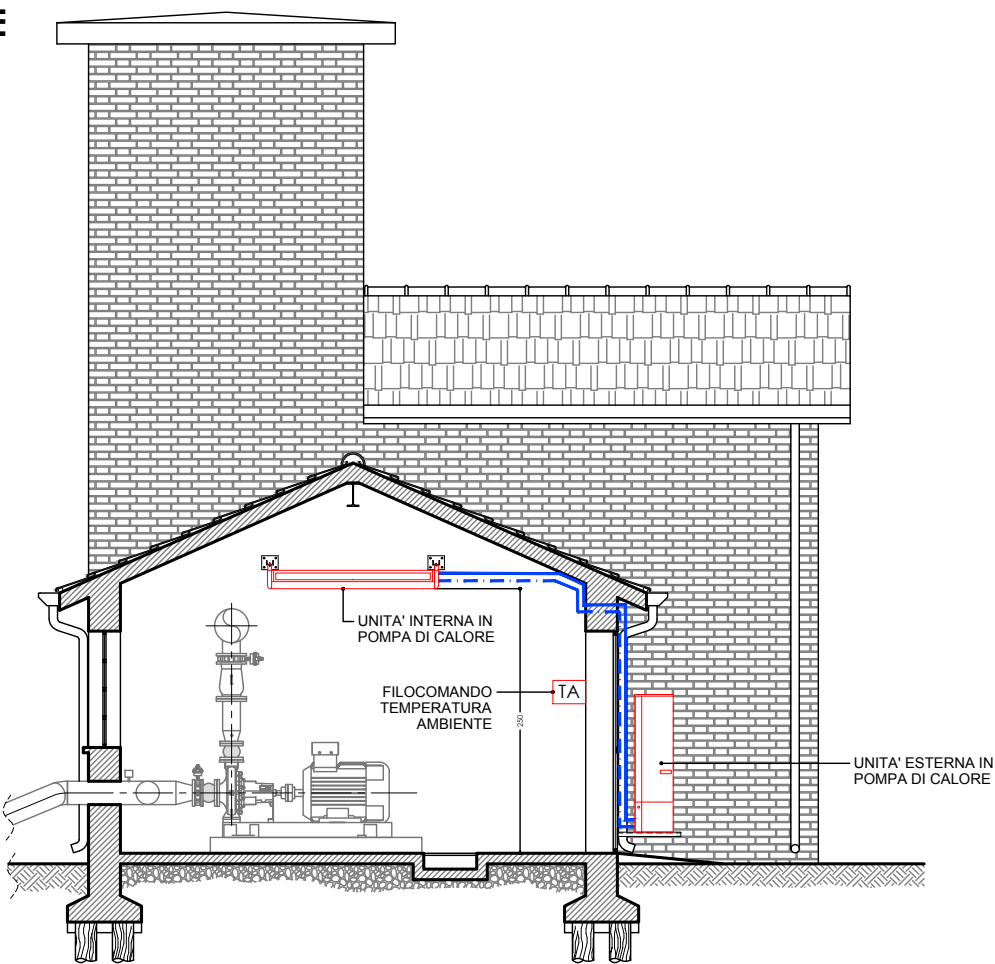 E
UNITA' INTERNA IN
POMPA DI CALORE
FILOCOMANDO
TEMPERATURA
AMBIENTE
TA
250
UNITA' ESTERNA IN
POMPA DI CALORE